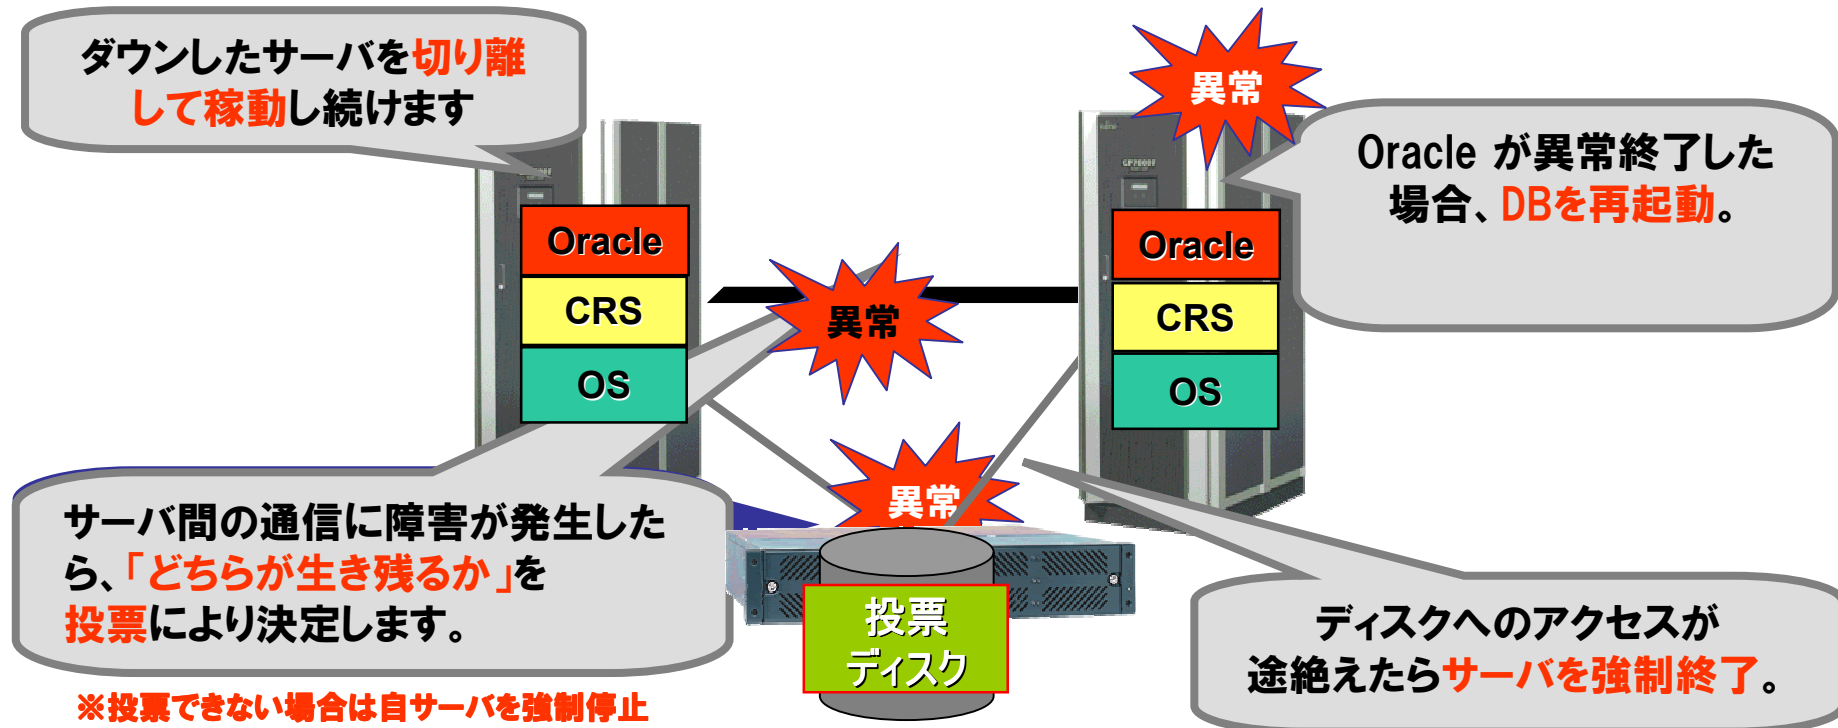 ダウンしたサーバを切り離
して稼動し続けます
異常
Oracle が異常終了した
場合、DBを再起動。
Oracle
CRS
OS
異常
Oracle
CRS
OS
異常
サーバ間の通信に障害が発生した
ら、「どちらが生き残るか」を
投票により決定します。
※投票できない場合は自サーバを強制停止
投票
ディスク
ディスクへのアクセスが
途絶えたらサーバを強制終了。